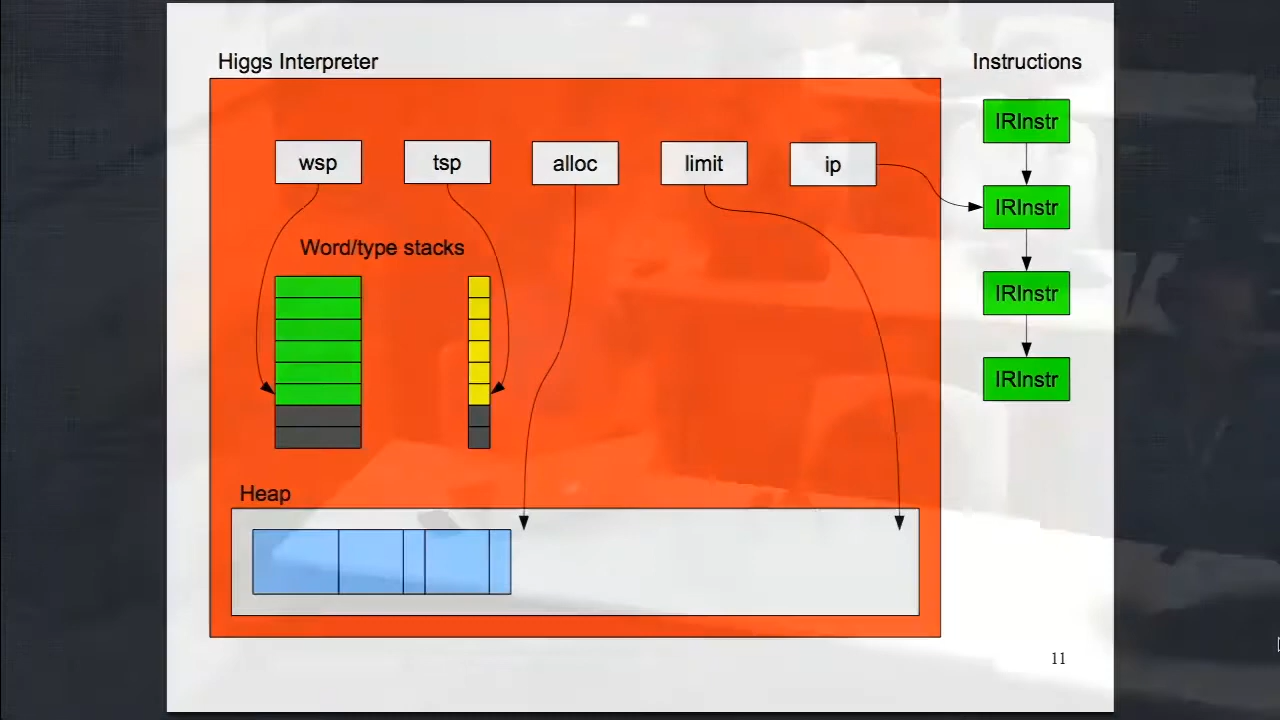 Higgs Interpreter
Instructions
wsp
tsp
alloc
limit
ip
IRInstr
IRInstr
IRInstr
IRInstr
Word/type stacks
Heap
11